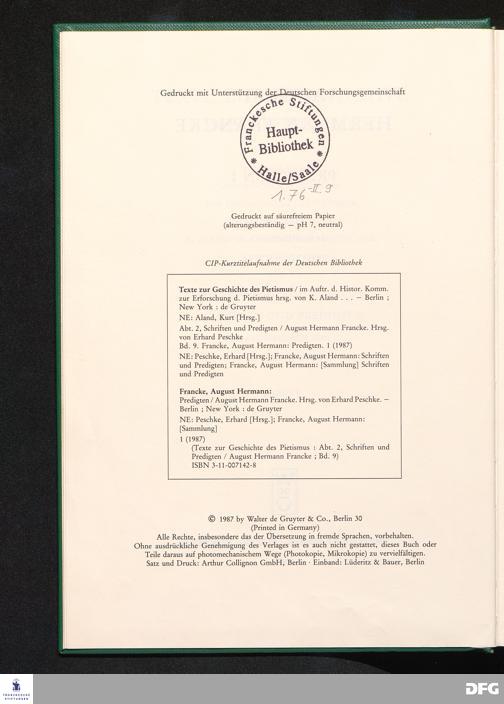 Gedruckt mit Unterstützung der Deutschen Forschungsgemeinschaft
Franckesche Stiftungen
Haupt-
Bibliothek
* Halle/Saale *
1.76-II.9
Gedruckt auf säurefreiem Papier
(alterungsbeständig — pH 7, neutral)
CIP-Kurztitelaufnahme der Deutschen Bibliothek
Texte zur Geschichte des Pietismus / im Auftr. d. Histor. Komm.
zur Erforschung d. Pietismus hrsg. von K. Aland . . . — Berlin ;
New York : de Gruyter
NE: Aland, Kurt [Hrsg.]
Abt. 2, Schriften und Predigten / August Hermann Francke. Hrsg.
von Erhard Peschke
Bd. 9. Francke, August Hermann: Predigten. 1 (1987)
NE: Peschke, Erhard [Hrsg.]; Francke, August Hermann: Schriften
und Predigten; Francke, August Hermann: [Sammlung] Schriften
und Predigten
Francke, August Hermann:
Predigten / August Hermann Francke. Hrsg. von Erhard Peschke. —
Berlin ; New York : de Gruyter
NE: Peschke, Erhard [Hrsg.]; Francke, August Hermann:
[Sammlung]
1 (1987)
(Texte zur Geschichte des Pietismus : Abt. 2, Schriften und
Predigten / August Hermann Francke ; Bd. 9)
ISBN 3-11-007142-8
© 1987 by Walter de Gruyter & Co., Berlin 30
(Printed in Germany)
Alle Rechte, insbesondere das der Übersetzung in fremde Sprachen, vorbehalten.
Ohne ausdrückliche Genehmigung des Verlages ist es auch nicht gestattet, dieses Buch oder
Teile daraus auf photomechanischem Wege (Photokopie, Mikrokopie) zu vervielfältigen.
Satz und Druck: Arthur Collignon GmbH, Berlin · Einband: Lüderitz & Bauer, Berlin
FRANCKESCHE
STIFTUNGEN
DFG